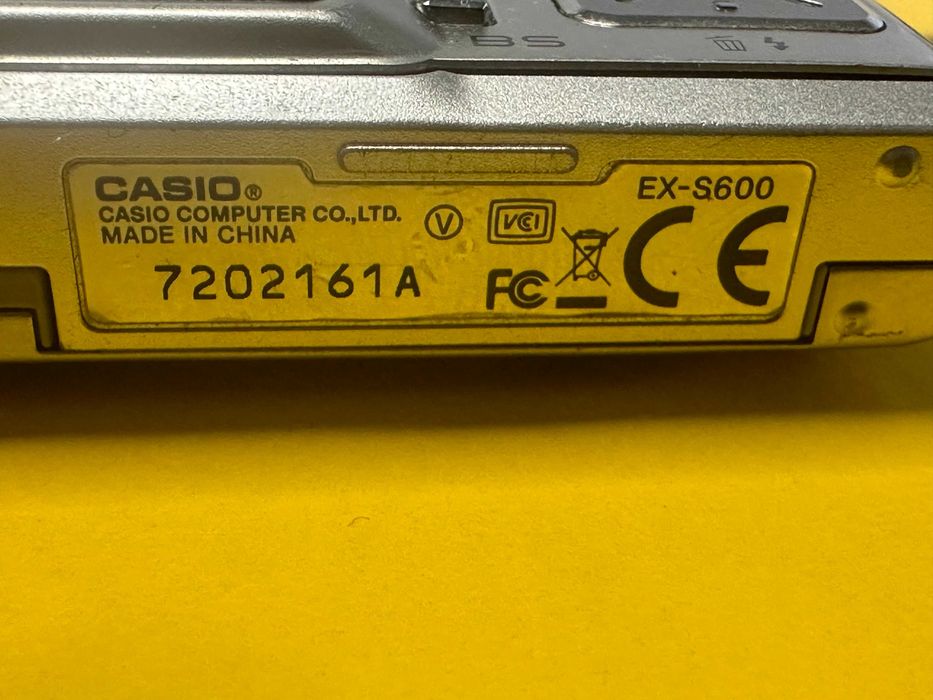 BS
CASIO®
EX-S600
CASIO COMPUTER CO.,LTD.
MADE IN CHINA
V
VCI
7202161A
FC
CE